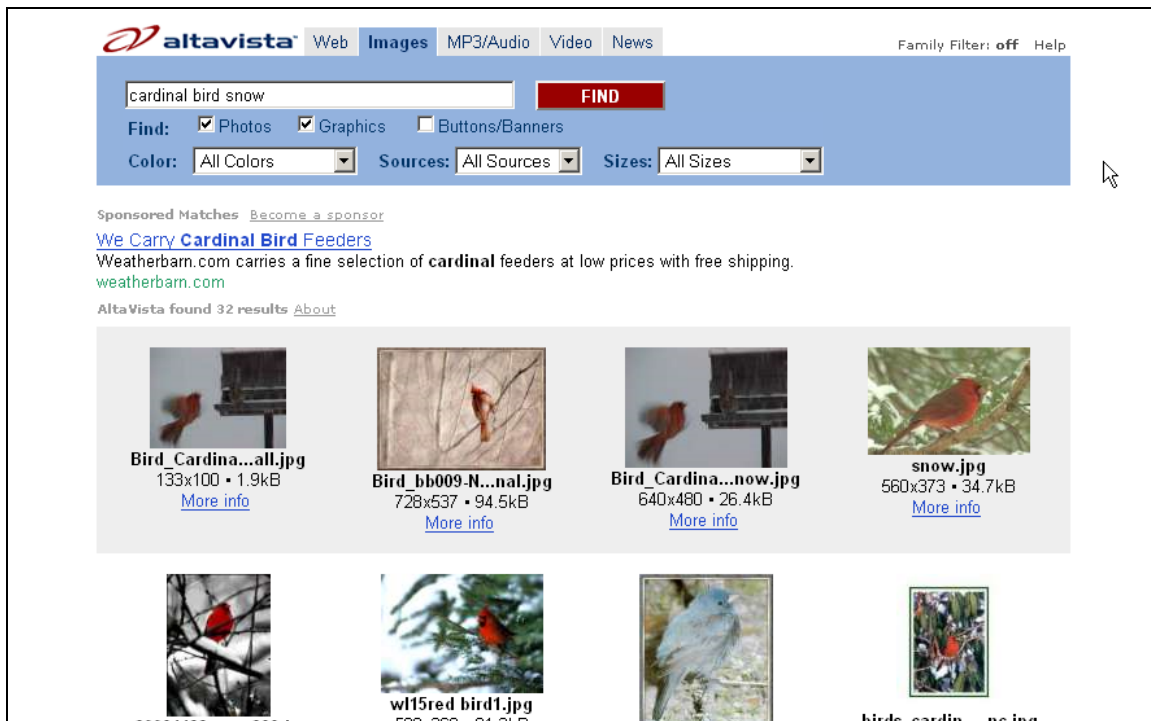 altavista Web Images MP3/Audio Video News Family Filter: off Help
cardinal bird snow FIND
Find: Photos Graphics Buttons/Banners
Color: All Colors Sources: All Sources Sizes: All Sizes
Sponsored Matches Become a sponsor
We Carry Cardinal Bird Feeders
Weatherbarn.com carries a fine selection of cardinal feeders at low prices with free shipping.
weatherbarn.com
AltaVista found 32 results About
Bird_Cardina...all.jpg
133x100 • 1.9kB
More info
Bird_bb009-N...nal.jpg
728x537 • 94.5kB
More info
Bird_Cardina...now.jpg
640x480 • 26.4kB
More info
snow.jpg
560x373 • 34.7kB
More info
wl15red bird1.jpg